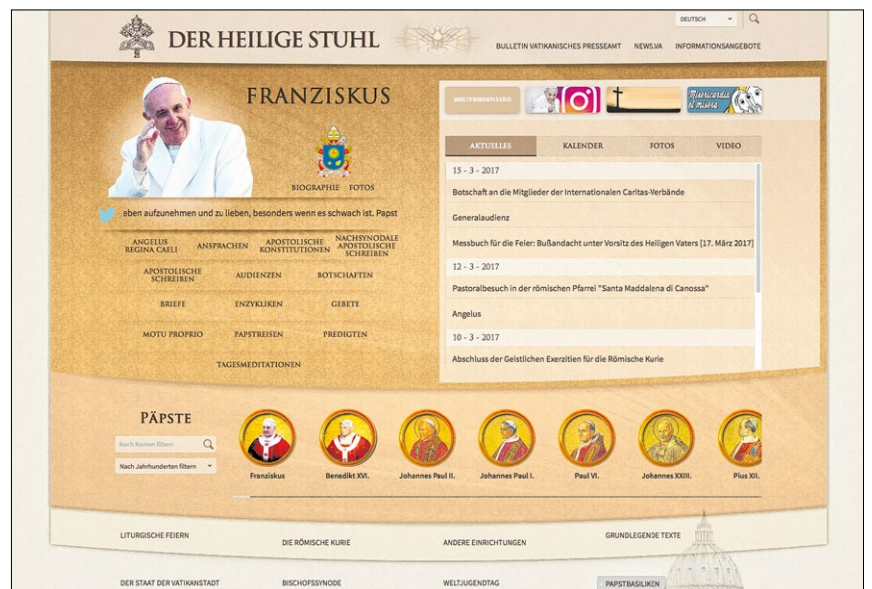 DEUTSCH
DER HEILIGE STUHL
BULLETIN VATIKANISCHES PRESSEAMT NEWS.VA INFORMATIONSANGEBOTE
FRANZISKUS
BIOGRAPHIE FOTOS
eben aufzunehmen und zu lieben, besonders wenn es schwach ist. Papst
ANGELUS
REGINA CAELI
ANSPRACHEN
APOSTOLISCHE
KONSTITUTIONEN
NACHSYNODALE
APOSTOLISCHE
SCHREIBEN
APOSTOLISCHE
SCHREIBEN
AUDIENZEN
BOTSCHAFTEN
BRIEFE
ENZYKLIKEN
GEBETE
MOTU PROPRIO
PAPSTREISEN
PREDIGTEN
TAGESMEDITATIONEN
WELTFRIEDENSTAG
Misericordia
et misera
AKTUELLES KALENDER FOTOS VIDEO
15 - 3 - 2017
Botschaft an die Mitglieder der Internationalen Caritas-Verbände
Generalaudienz
Messbuch für die Feier: Bußandacht unter Vorsitz des Heiligen Vaters [17. März 2017]
12 - 3 - 2017
Pastoralbesuch in der römischen Pfarrei "Santa Maddalena di Canossa"
Angelus
10 - 3 - 2017
Abschluss der Geistlichen Exerzitien für die Römische Kurie
PÄPSTE
Nach Namen filtern
Nach Jahrhunderten filtern
Franziskus
Benedikt XVI.
Johannes Paul II.
Johannes Paul I.
Paul VI.
Johannes XXIII.
Pius XII.
LITURGISCHE FEIERN
DIE RÖMISCHE KURIE
ANDERE EINRICHTUNGEN
GRUNDLEGENDE TEXTE
DER STAAT DER VATIKANSTADT
BISCHOFSSYNODE
WELTJUGENDTAG
PAPSTBASILIKEN